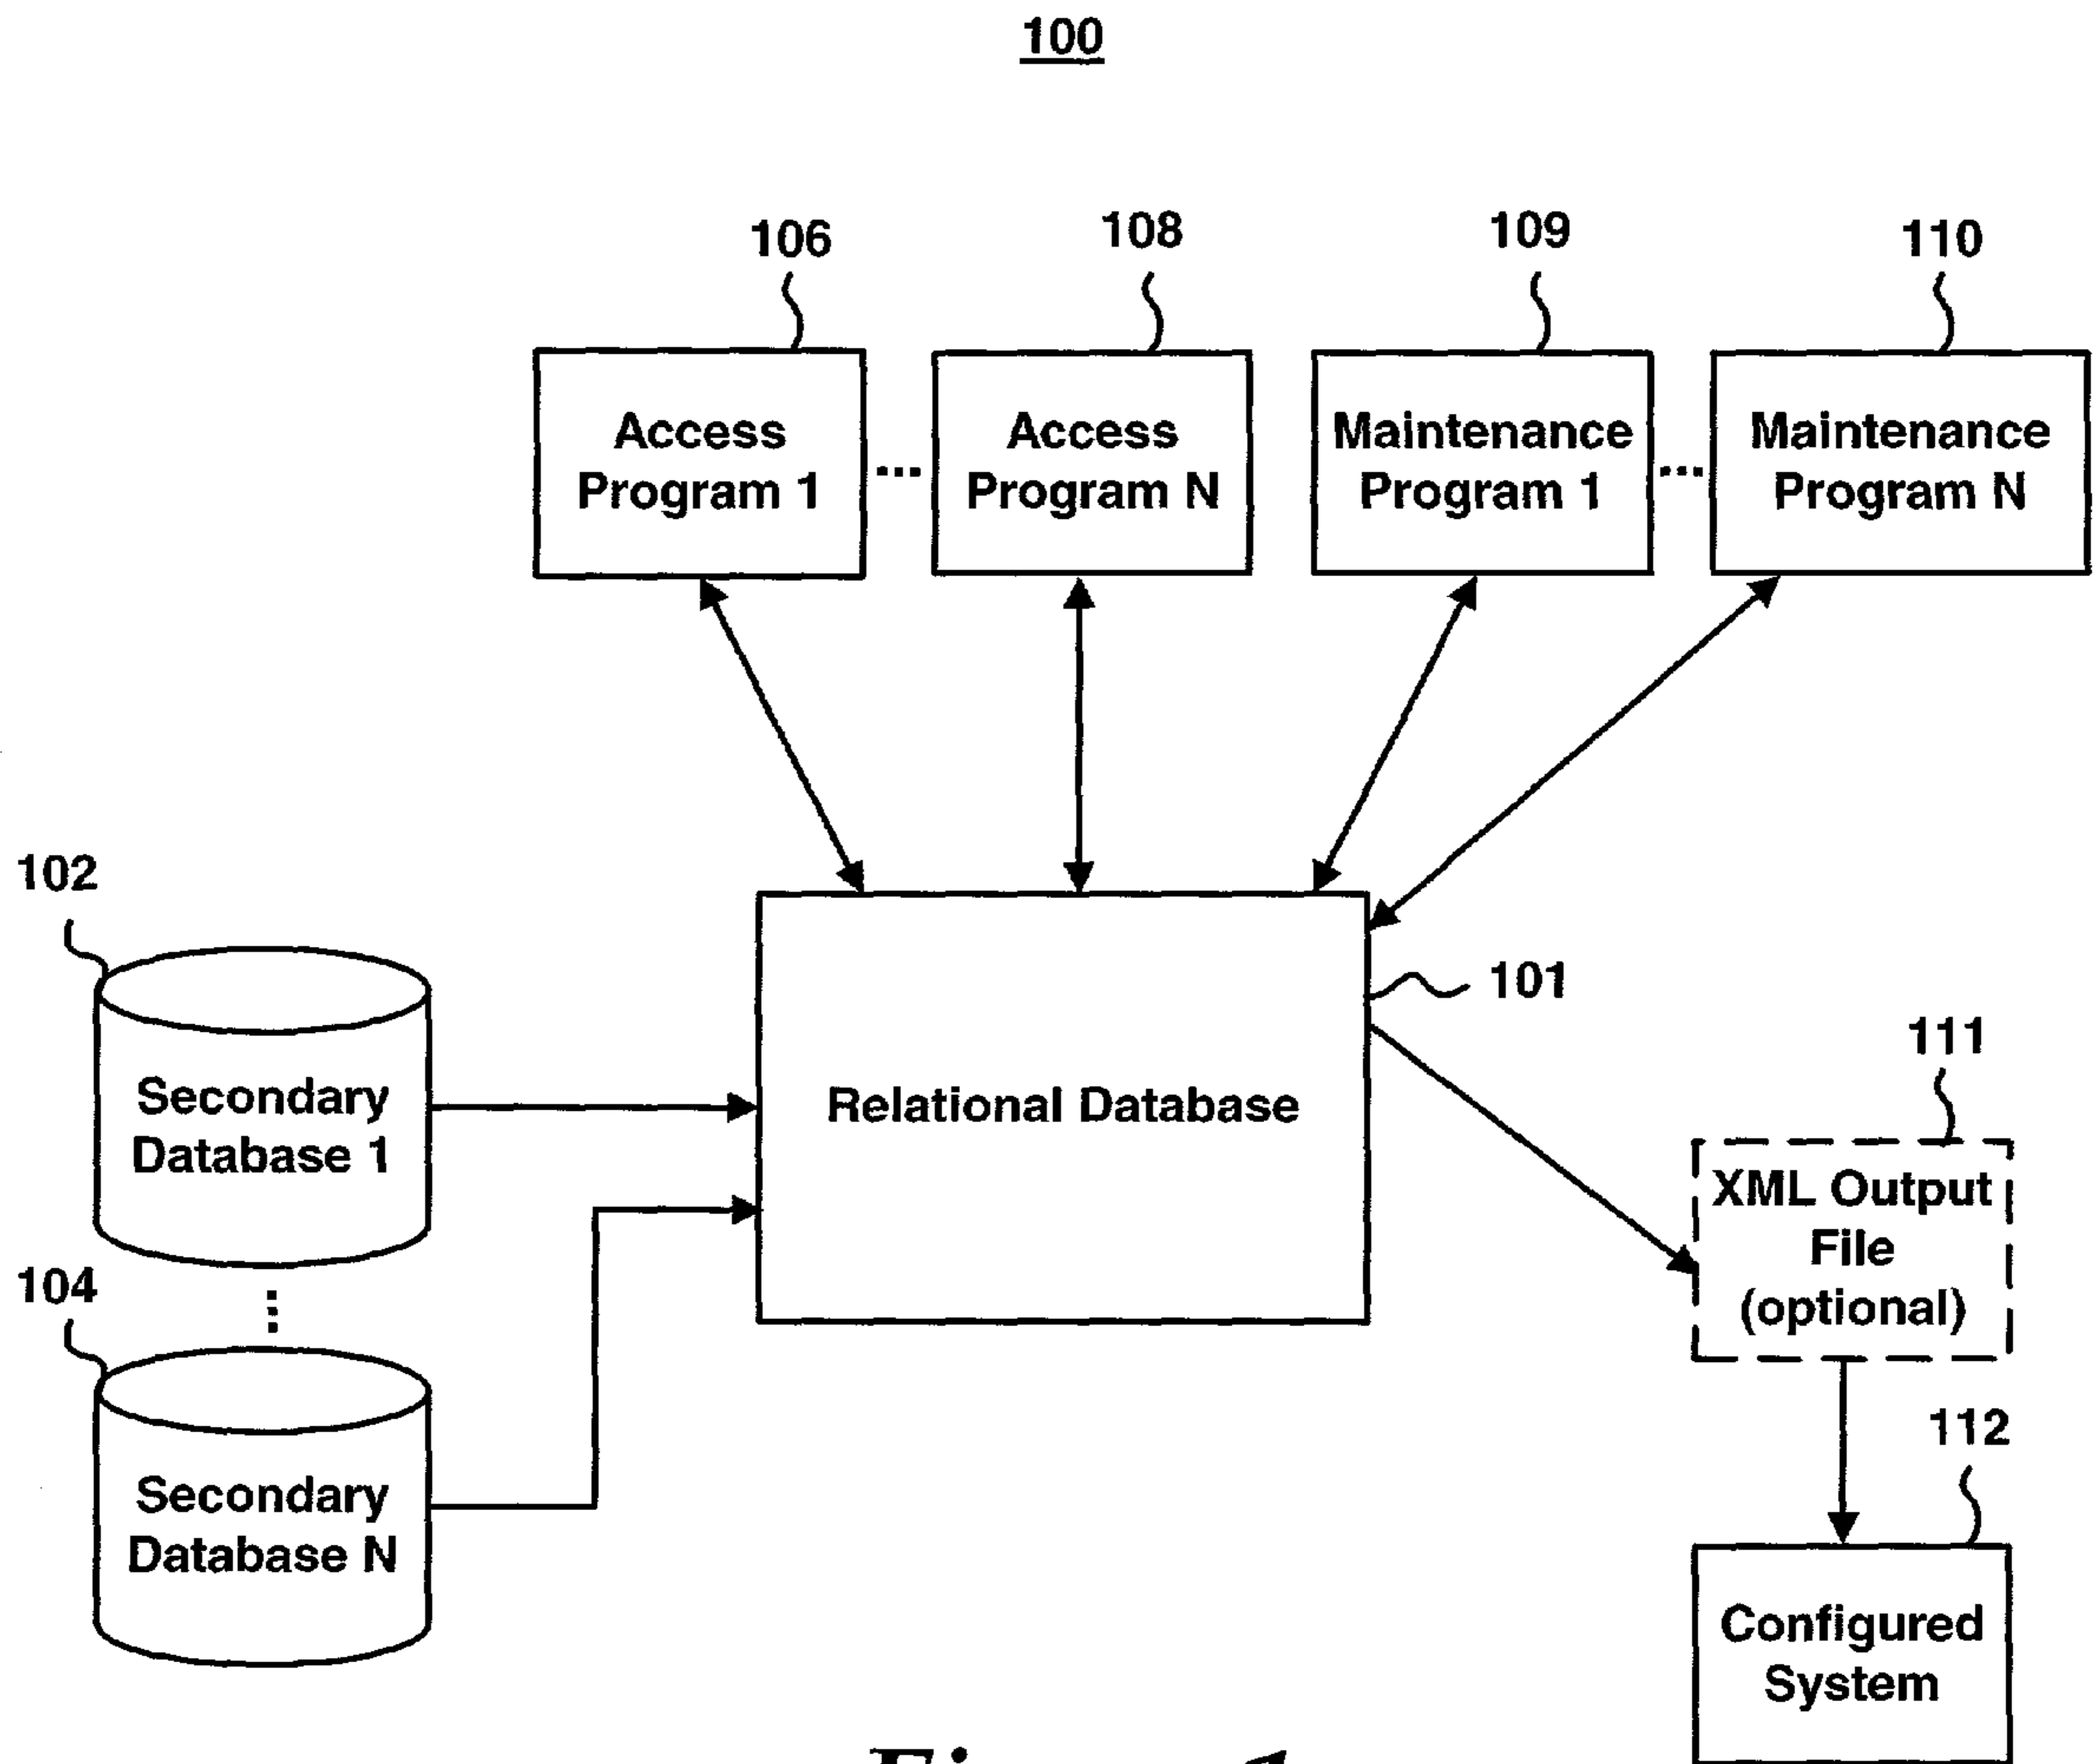 100
106
108
109
110
Access
Program 1
...
Access
Program N
Maintenance
Program 1
...
Maintenance
Program N
102
101
Secondary
Database 1
Relational Database
111
XML Output
File
(optional)
104
...
Secondary
Database N
112
Configured
System